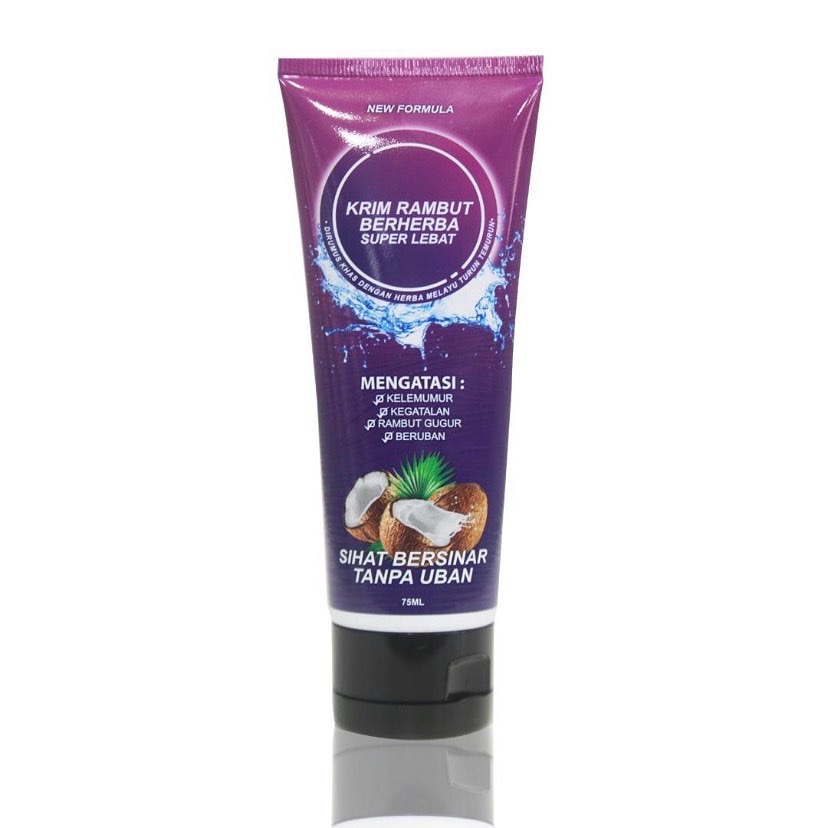 NEW FORMULA
KRIM RAMBUT
BERHERBA
SUPER LEBAT
• DIRUMUS KHAS DENGAN HERBA MELAYU TURUN TEMURUN•
MENGATASI :
KELEMUMUR
KEGATALAN
RAMBUT GUGUR
BERUBAN
SIHAT BERSINAR
TANPA UBAN
75ML